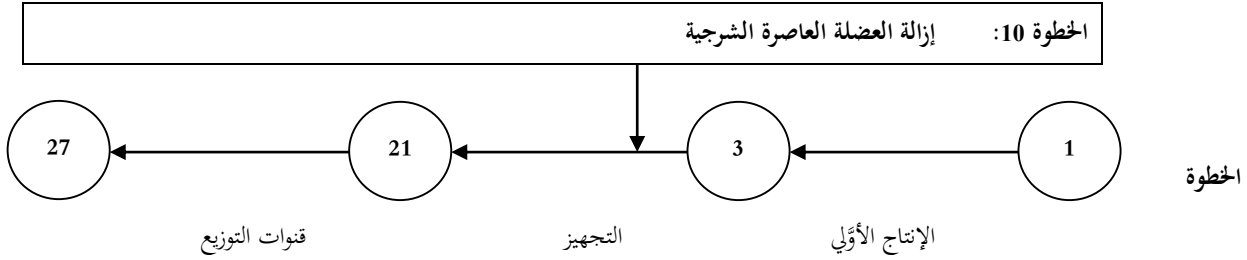 الخطوة 10: إزالة العضلة العاصرة الشرجية
1 3 21 27
الخطوة
الإنتاج الأوَّلي التجهيز قنوات التوزيع